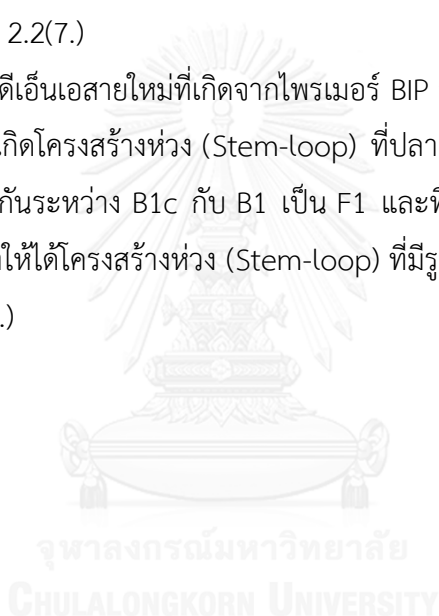 2.2(7.)
ดีเอ็นเอสายใหม่ที่เกิดจากไพรเมอร์ BIP
กิดโครงสร้างห่วง (Stem-loop) ที่ปลา
กันระหว่าง B1c กับ B1 เป็น F1 และที
ให้ได้โครงสร้างห่วง (Stem-loop) ที่มีรู
.)
จุฬาลงกรณ์มหาวิทยาลัย
CHULALONGKORN UNIVERSITY